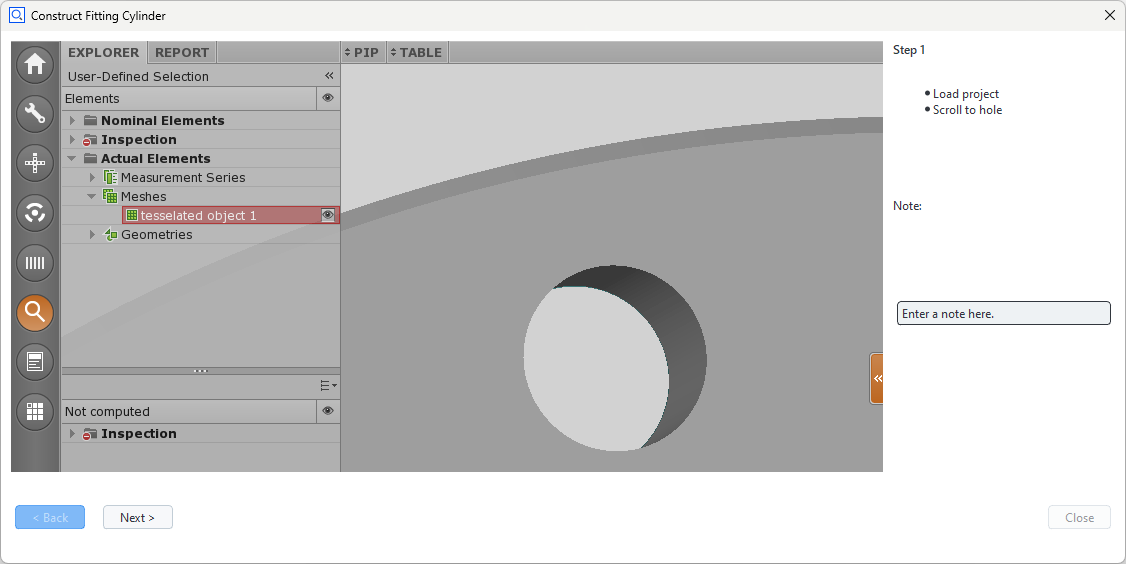 Construct Fitting Cylinder
EXPLORER
REPORT
PIP
TABLE
User-Defined Selection
Elements
Nominal Elements
Inspection
Actual Elements
Measurement Series
Meshes
tesselated object 1
Geometries
Not computed
Inspection
Step 1
Load project
Scroll to hole
Note:
Enter a note here.
< Back
Next >
Close